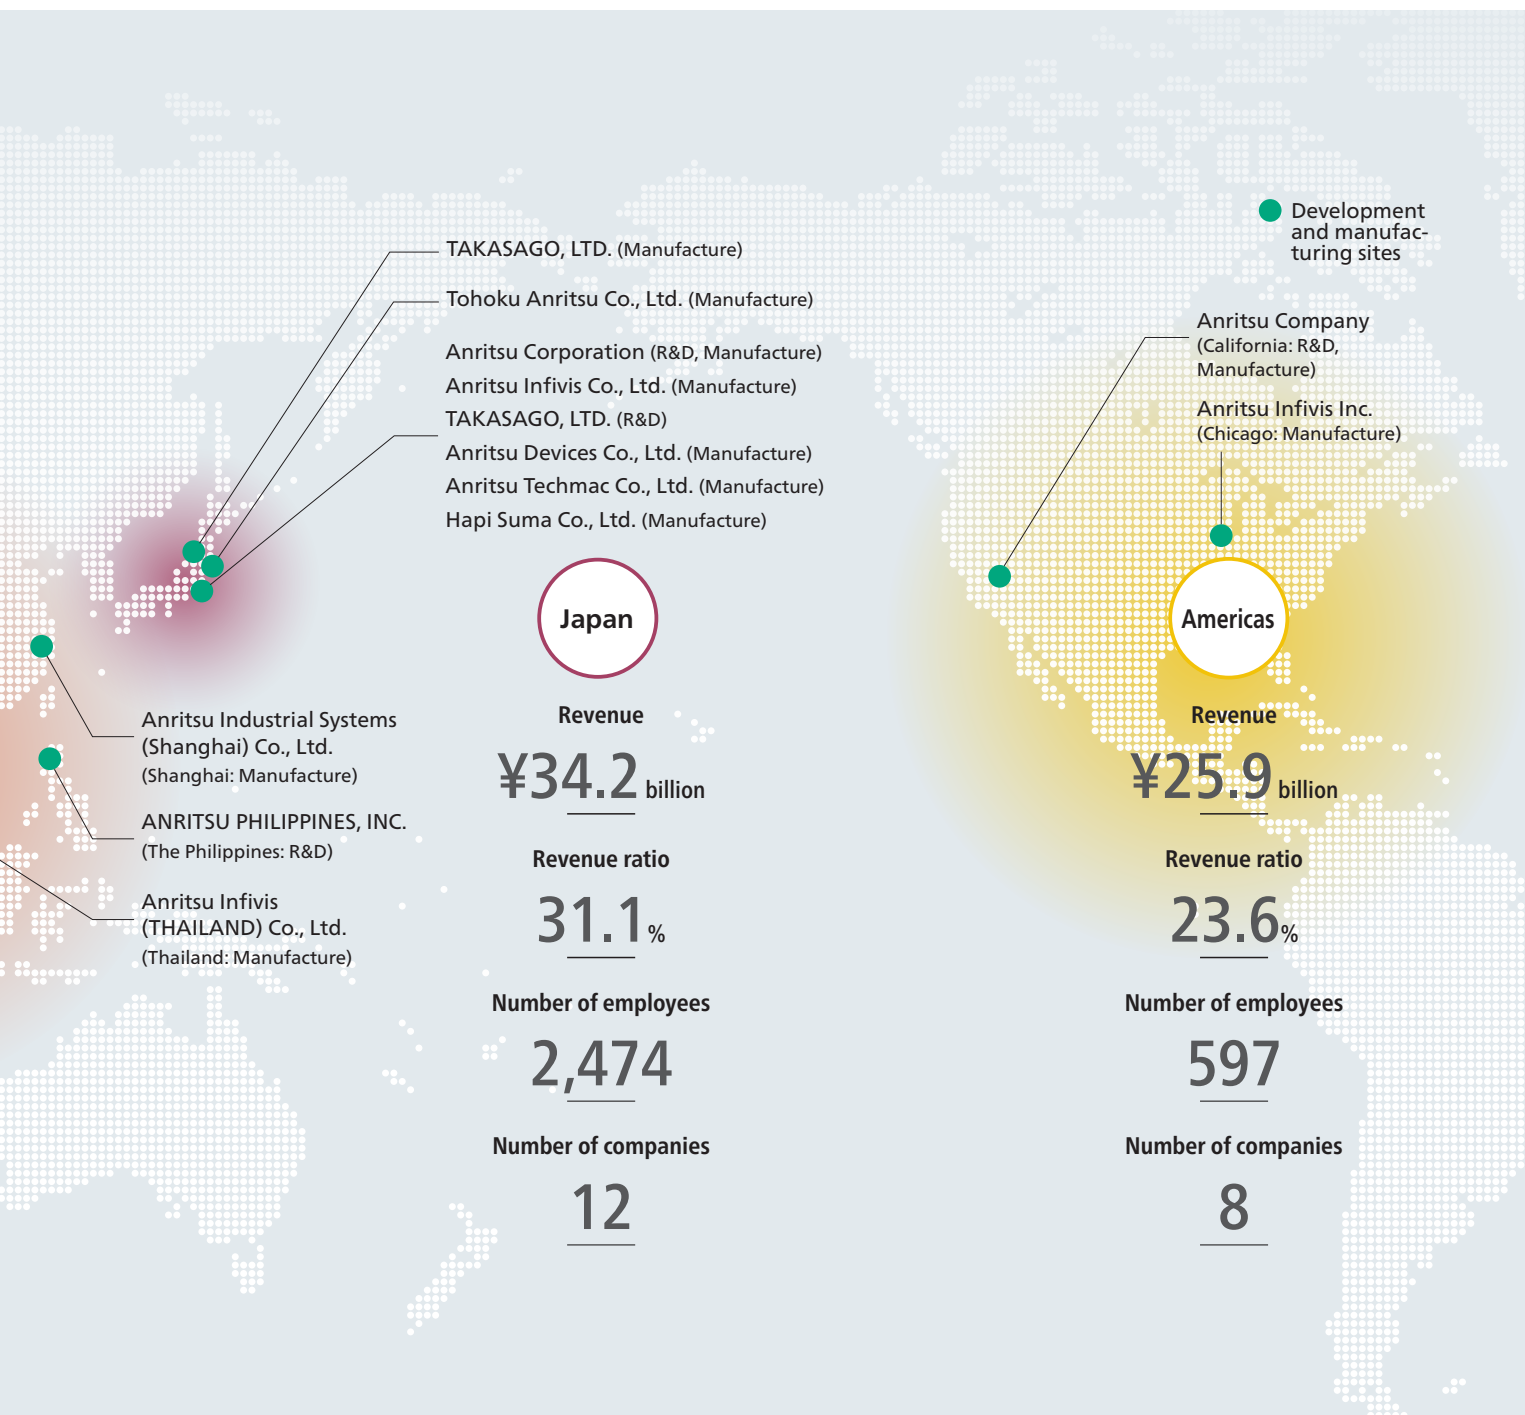 Development
and manufac-
turing sites
TAKASAGO, LTD. (Manufacture)
Tohoku Anritsu Co., Ltd. (Manufacture)
Anritsu Corporation (R&D, Manufacture)
Anritsu Infivis Co., Ltd. (Manufacture)
TAKASAGO, LTD. (R&D)
Anritsu Devices Co., Ltd. (Manufacture)
Anritsu Techmac Co., Ltd. (Manufacture)
Hapi Suma Co., Ltd. (Manufacture)
Anritsu Company
(California: R&D,
Manufacture)
Anritsu Infivis Inc.
(Chicago: Manufacture)
Anritsu Industrial Systems
(Shanghai) Co., Ltd.
(Shanghai: Manufacture)
ANRITSU PHILIPPINES, INC.
(The Philippines: R&D)
Anritsu Infivis
(THAILAND) Co., Ltd.
(Thailand: Manufacture)
Japan
Revenue
¥34.2 billion
Revenue ratio
31.1%
Number of employees
2,474
Number of companies
12
Americas
Revenue
¥25.9 billion
Revenue ratio
23.6%
Number of employees
597
Number of companies
8